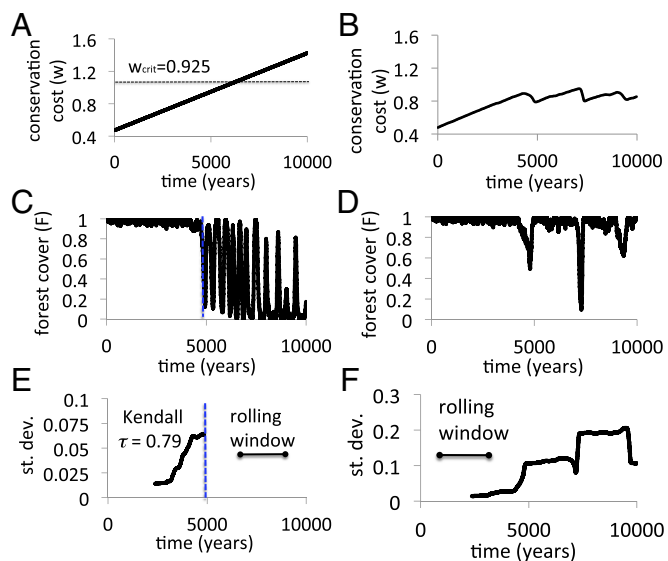 A
conservation
cost (w)
1.6
1.2
0.8
0.4
wcrit=0.925
0
5000
10000
time (years)
B
conservation
cost (w)
1.6
1.2
0.8
0.4
0
5000
10000
time (years)
C
forest cover (F)
1
0.8
0.6
0.4
0.2
0
0
5000
10000
time (years)
D
forest cover (F)
1
0.8
0.6
0.4
0.2
0
0
5000
10000
time (years)
E
st. dev.
0.1
0.075
0.05
0.025
0
Kendall
τ = 0.79
rolling
window
0
5000
10000
time (years)
F
st. dev.
0.3
0.2
0.1
0
rolling
window
0
5000
10000
time (years)